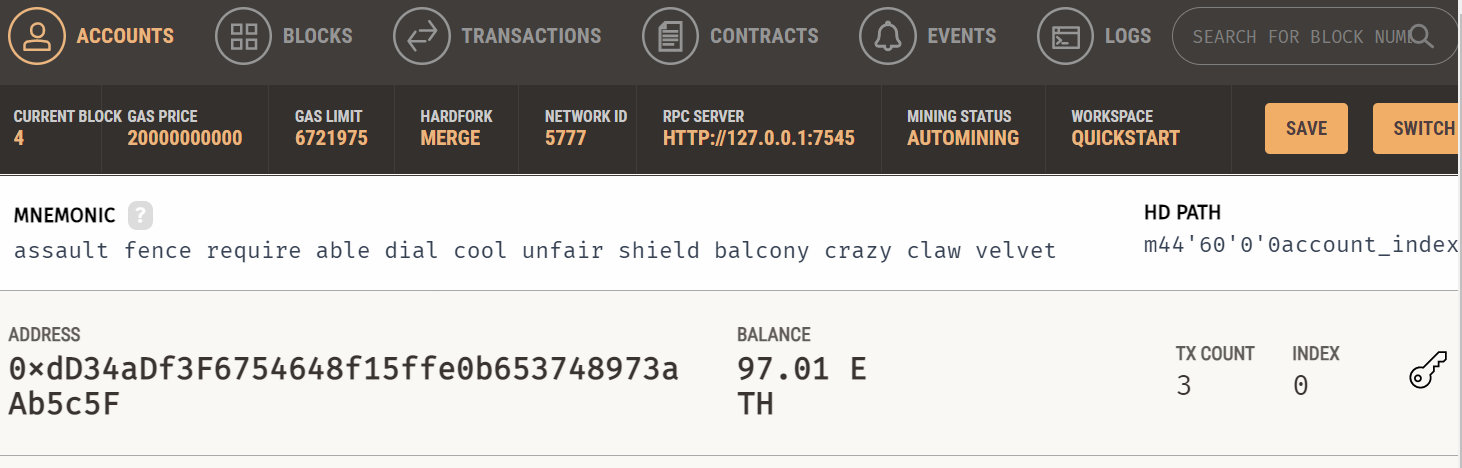 ACCOUNTS BLOCKS TRANSACTIONS CONTRACTS EVENTS LOGS SEARCH FOR BLOCK NUM
CURRENT BLOCK GAS PRICE GAS LIMIT HARDFORK NETWORK ID RPC SERVER MINING STATUS WORKSPACE
4 20000000000 6721975 MERGE 5777 HTTP://127.0.0.1:7545 AUTOMINING QUICKSTART SAVE SWITCH
MNEMONIC ? HD PATH
assault fence require able dial cool unfair shield balcony crazy claw velvet m44'60'0'0account_index
ADDRESS BALANCE TX COUNT INDEX
0×dD34aDf3F6754648f15ffe0b653748973a 97.01 E 3 0
Ab5c5F TH